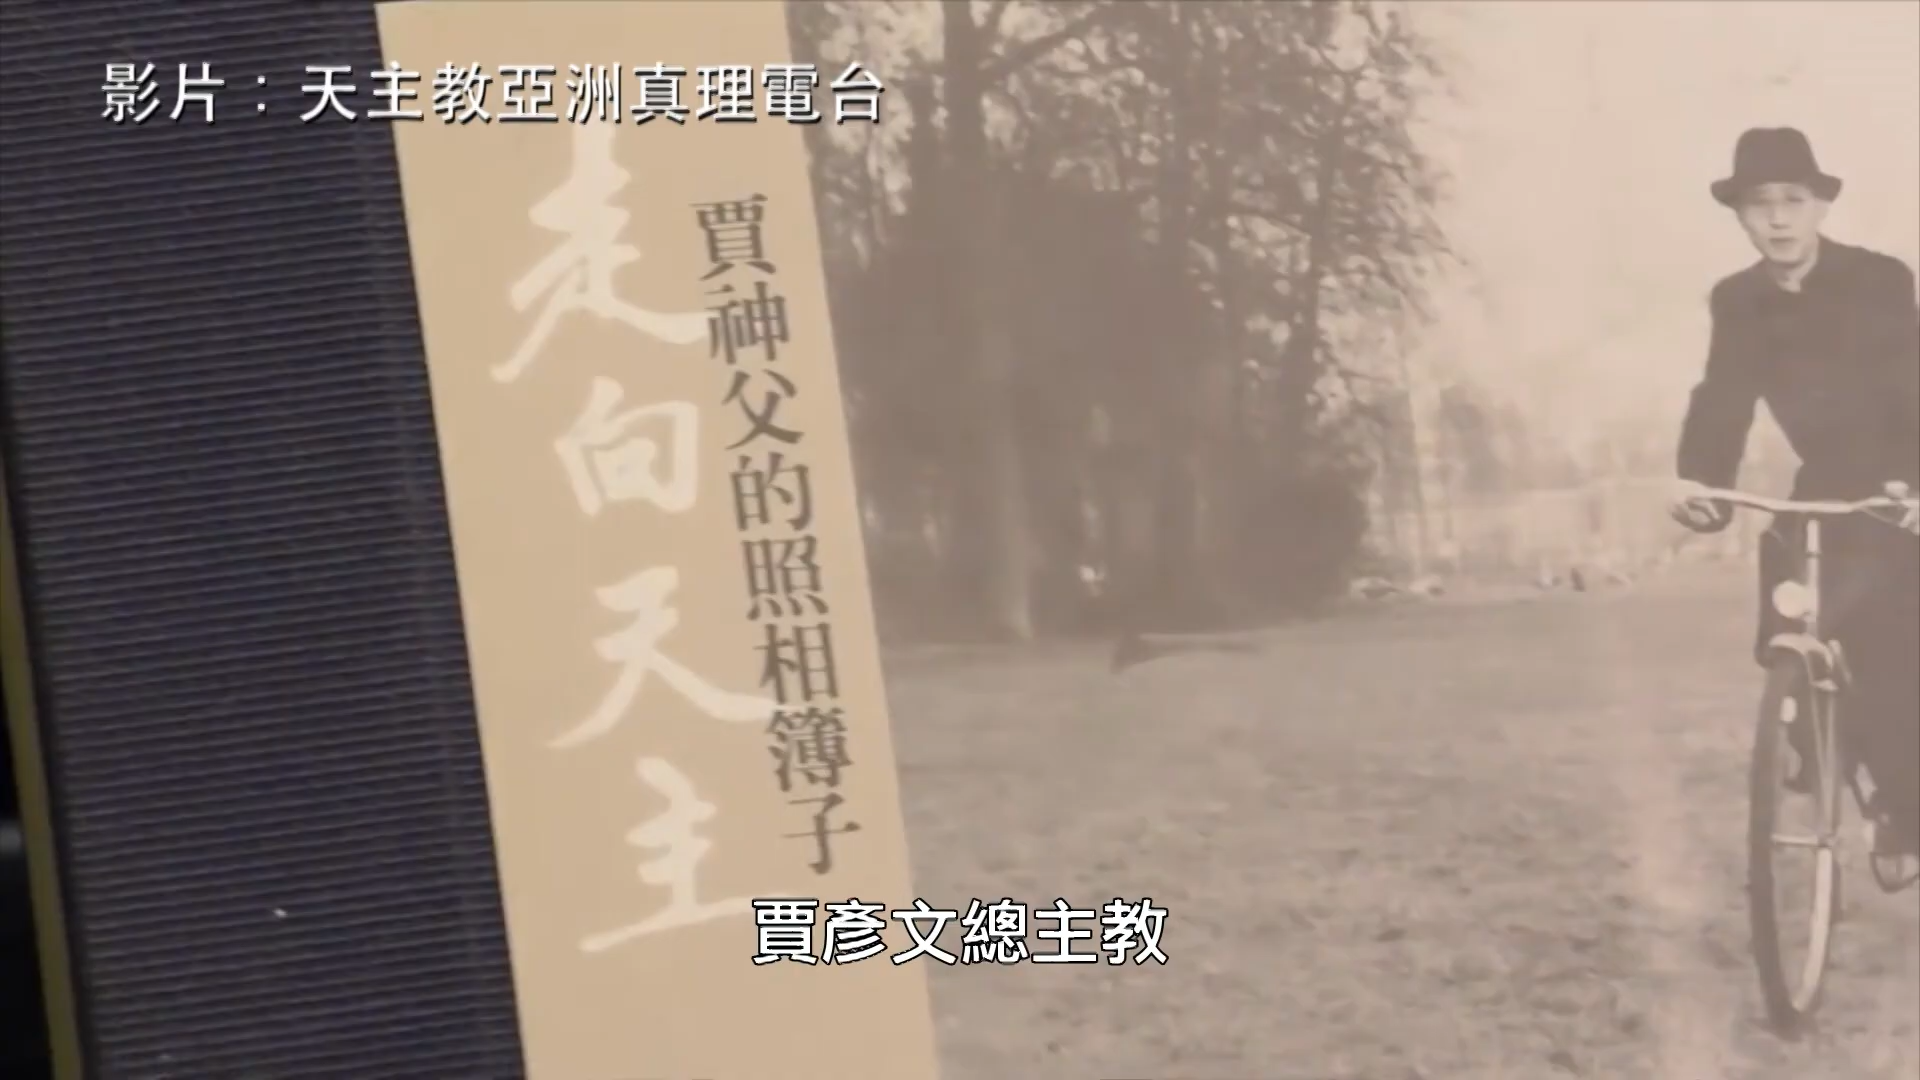 影片：天主教亞洲真理電台
走向天主
賈神父的照相簿子
賈彥文總主教